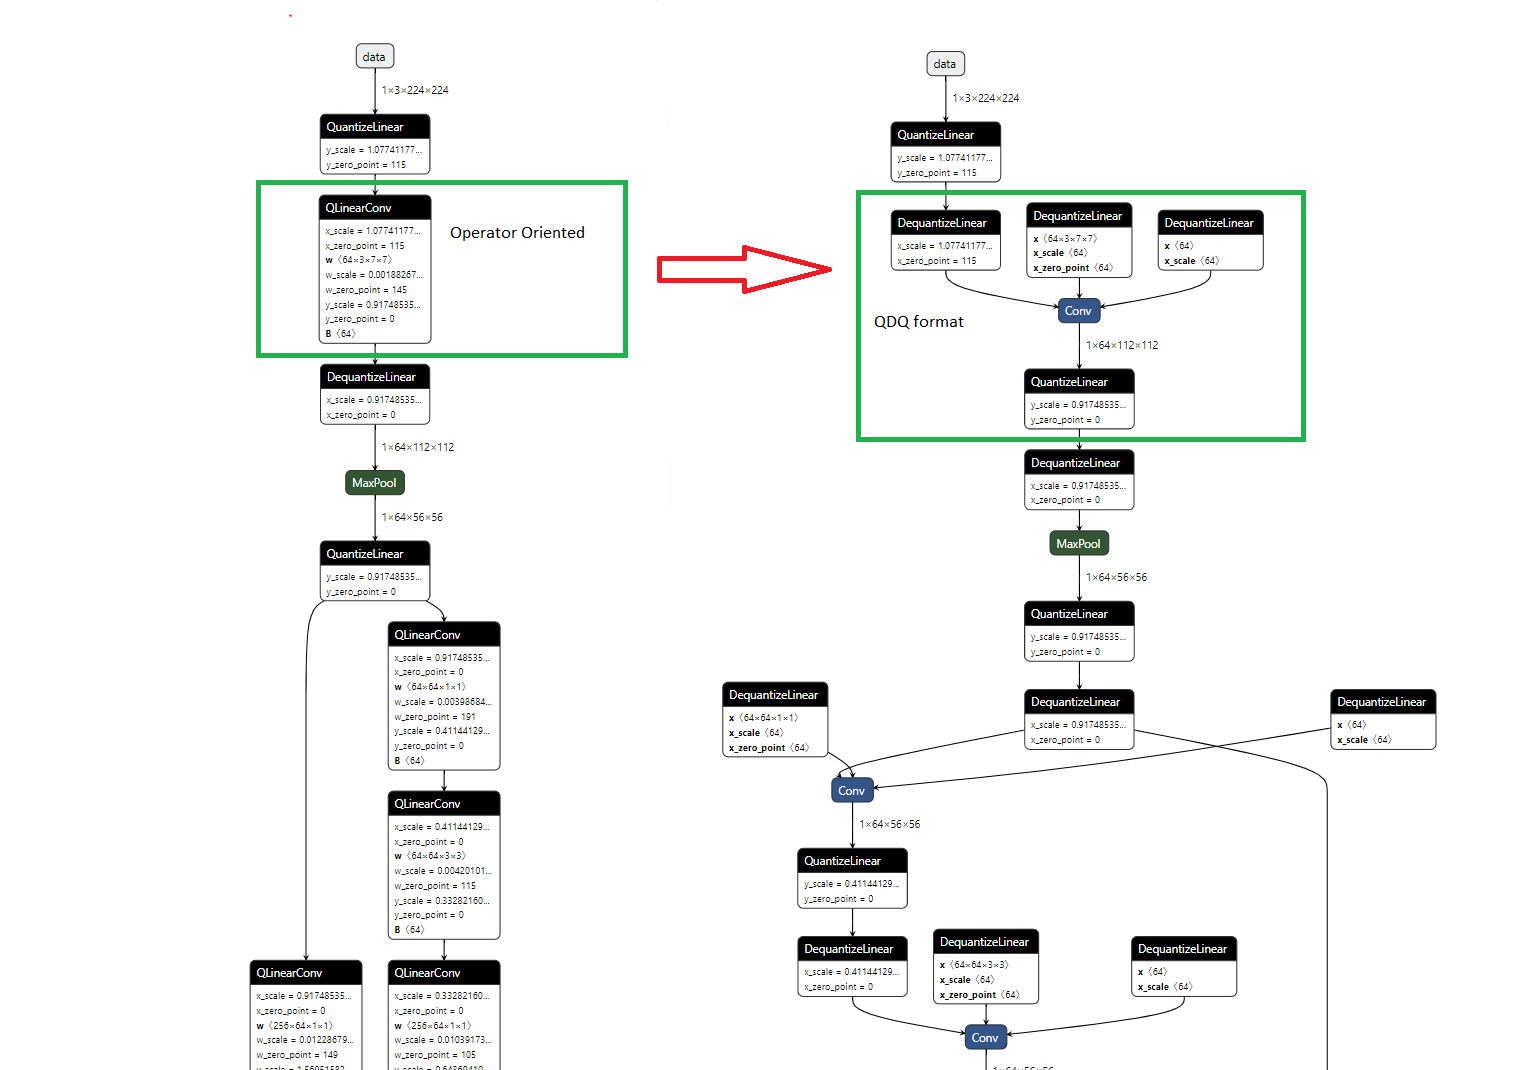 data
1×3×224×224
QuantizeLinear
y_scale = 1.07741177...
y_zero_point = 115
QLinearConv
x_scale = 1.07741177...
x_zero_point = 115
w 〈64×3×7×7〉
w_scale = 0.00188267...
w_zero_point = 145
y_scale = 0.91748535...
y_zero_point = 0
B 〈64〉
Operator Oriented
DequantizeLinear
x_scale = 0.91748535...
x_zero_point = 0
1×64×112×112
MaxPool
1×64×56×56
QuantizeLinear
y_scale = 0.91748535...
y_zero_point = 0
QLinearConv
x_scale = 0.91748535...
x_zero_point = 0
w 〈64×64×1×1〉
w_scale = 0.00398684...
w_zero_point = 191
y_scale = 0.41144129...
y_zero_point = 0
B 〈64〉
QLinearConv
x_scale = 0.41144129...
x_zero_point = 0
w 〈64×64×3×3〉
w_scale = 0.00420101...
w_zero_point = 115
y_scale = 0.33282160...
y_zero_point = 0
B 〈64〉
QLinearConv
x_scale = 0.91748535...
x_zero_point = 0
w 〈256×64×1×1〉
w_scale = 0.01228679...
w_zero_point = 149
y_scale = 1.56951582
QLinearConv
x_scale = 0.33282160...
x_zero_point = 0
w 〈256×64×1×1〉
w_scale = 0.01039173...
w_zero_point = 105
y_scale = 0.64369410
data
1×3×224×224
QuantizeLinear
y_scale = 1.07741177...
y_zero_point = 115
DequantizeLinear
x_scale = 1.07741177...
x_zero_point = 115
DequantizeLinear
x 〈64×3×7×7〉
x_scale 〈64〉
x_zero_point 〈64〉
DequantizeLinear
x 〈64〉
x_scale 〈64〉
Conv
QDQ format
1×64×112×112
QuantizeLinear
y_scale = 0.91748535...
y_zero_point = 0
DequantizeLinear
x_scale = 0.91748535...
x_zero_point = 0
MaxPool
1×64×56×56
QuantizeLinear
y_scale = 0.91748535...
y_zero_point = 0
DequantizeLinear
x 〈64×64×1×1〉
x_scale 〈64〉
x_zero_point 〈64〉
DequantizeLinear
x_scale = 0.91748535...
x_zero_point = 0
DequantizeLinear
x 〈64〉
x_scale 〈64〉
Conv
1×64×56×56
QuantizeLinear
y_scale = 0.41144129...
y_zero_point = 0
DequantizeLinear
x_scale = 0.41144129...
x_zero_point = 0
DequantizeLinear
x 〈64×64×3×3〉
x_scale 〈64〉
x_zero_point 〈64〉
DequantizeLinear
x 〈64〉
x_scale 〈64〉
Conv
1×64×56×56